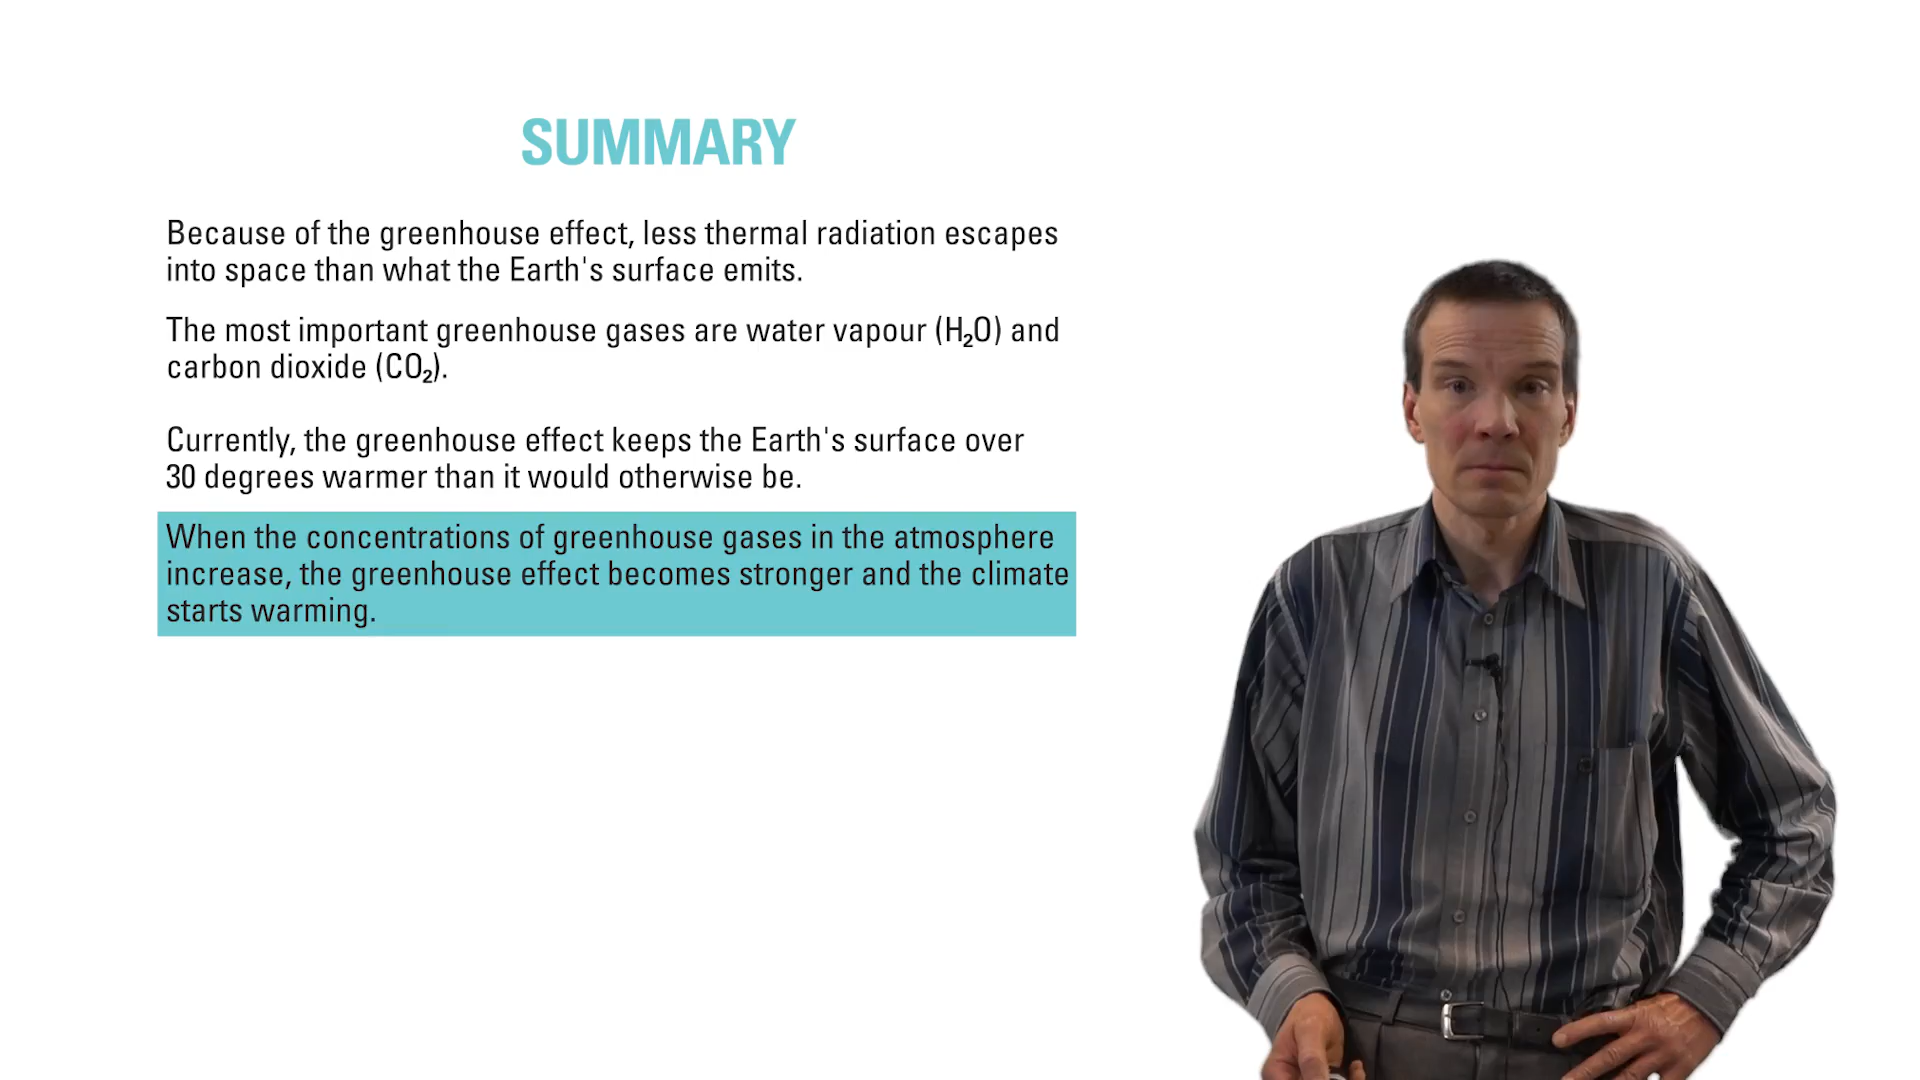 SUMMARY
Because of the greenhouse effect, less thermal radiation escapes
into space than what the Earth's surface emits.
The most important greenhouse gases are water vapour (H₂O) and
carbon dioxide (CO₂).
Currently, the greenhouse effect keeps the Earth's surface over
30 degrees warmer than it would otherwise be.
When the concentrations of greenhouse gases in the atmosphere
increase, the greenhouse effect becomes stronger and the climate
starts warming.